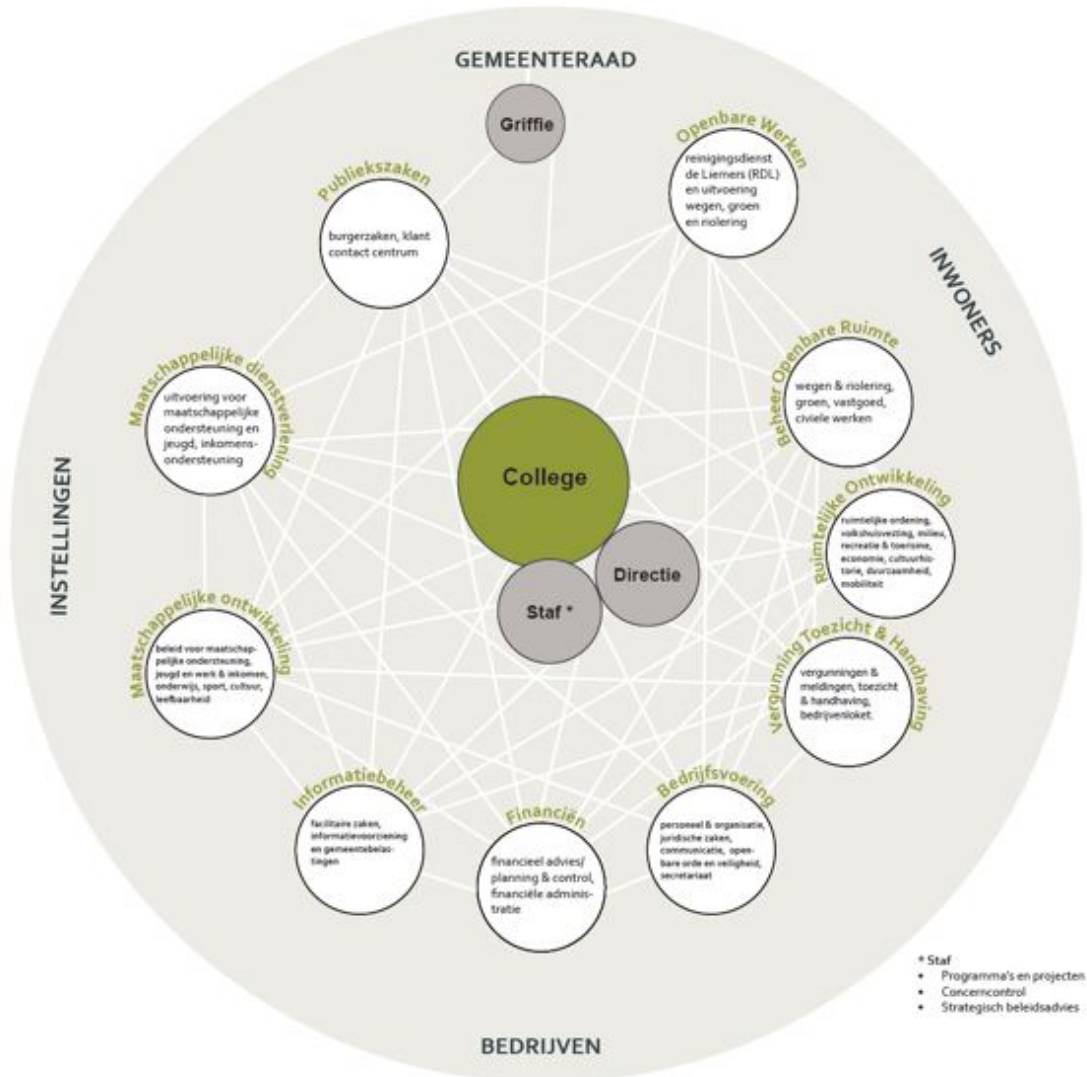 GEMEENTERAAD
Griffie
Openbare Werken
reinigingsdienst
de Liemers (RDL)
en uitvoering
wegen, groen
en riolering
Publiekszaken
burgerzaken, klant
contact centrum
INWONERS
Beheer Openbare Ruimte
wegen & riolering,
groen, vastgoed,
civiele werken
Maatschappelijke dienstverlening
uitvoering voor
maatschappelijke
ondersteuning en
jeugd, inkomens-
ondersteuning
College
INSTELLINGEN
Ruimtelijke Ontwikkeling
ruimtelijke ordening,
volkshuisvesting, milieu,
recreatie & toerisme,
economie, cultuurhis-
torie, duurzaamheid,
mobiliteit
Directie
Staf *
Maatschappelijke ontwikkeling
beleid voor maatschap-
pelijke ondersteuning,
jeugd en werk & inkomen,
onderwijs, sport, cultuur,
leefbaarheid
Vergunning Toezicht & Handhaving
vergunningen &
meldingen, toezicht
& handhaving,
bedrijvenloket.
Informatiebeheer
facilitaire zaken,
informatievoorziening
en gemeentebelas-
tingen
Financiën
financieel advies/
planning & control,
financiële adminis-
tratie
Bedrijfsvoering
personeel & organisatie,
juridische zaken,
communicatie, open-
bare orde en veiligheid,
secretariaat
* Staf
• Programma's en projecten
• Concerncontrol
• Strategisch beleidsadvies
BEDRIJVEN